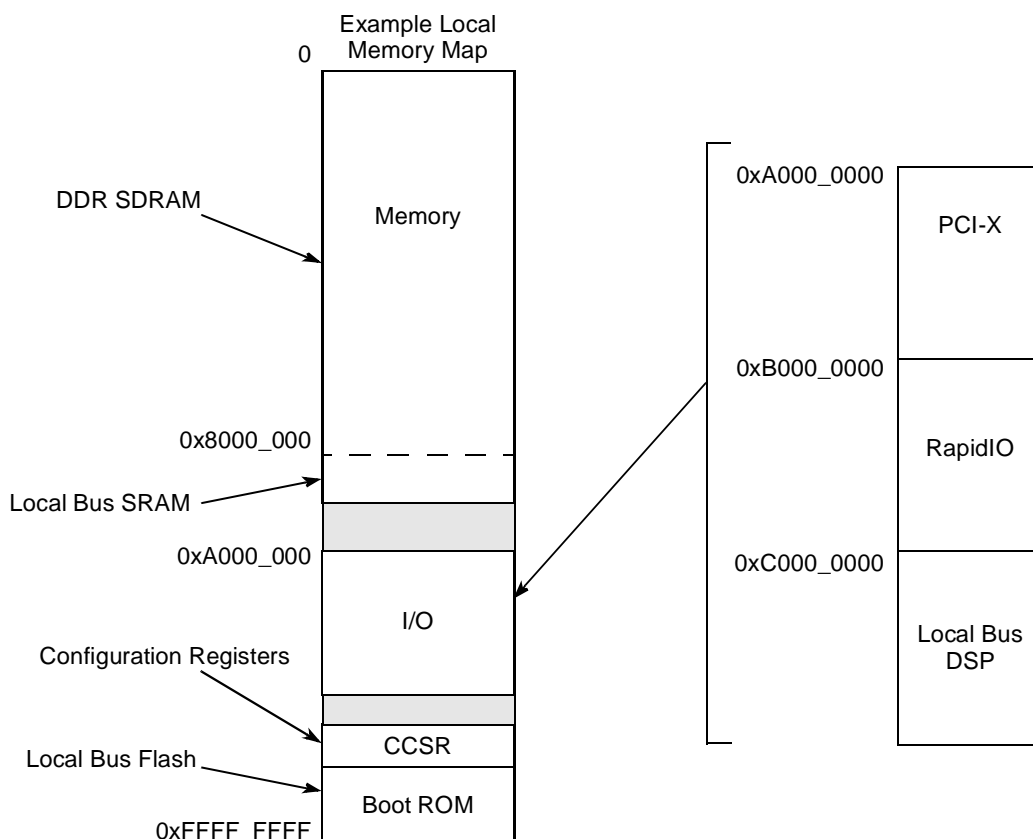 Example Local
Memory Map
0
DDR SDRAM
Memory
0x8000_000
Local Bus SRAM
0xA000_000
I/O
Configuration Registers
CCSR
Local Bus Flash
Boot ROM
0xFFFF_FFFF
0xA000_0000
PCI-X
0xB000_0000
RapidIO
0xC000_0000
Local Bus
DSP